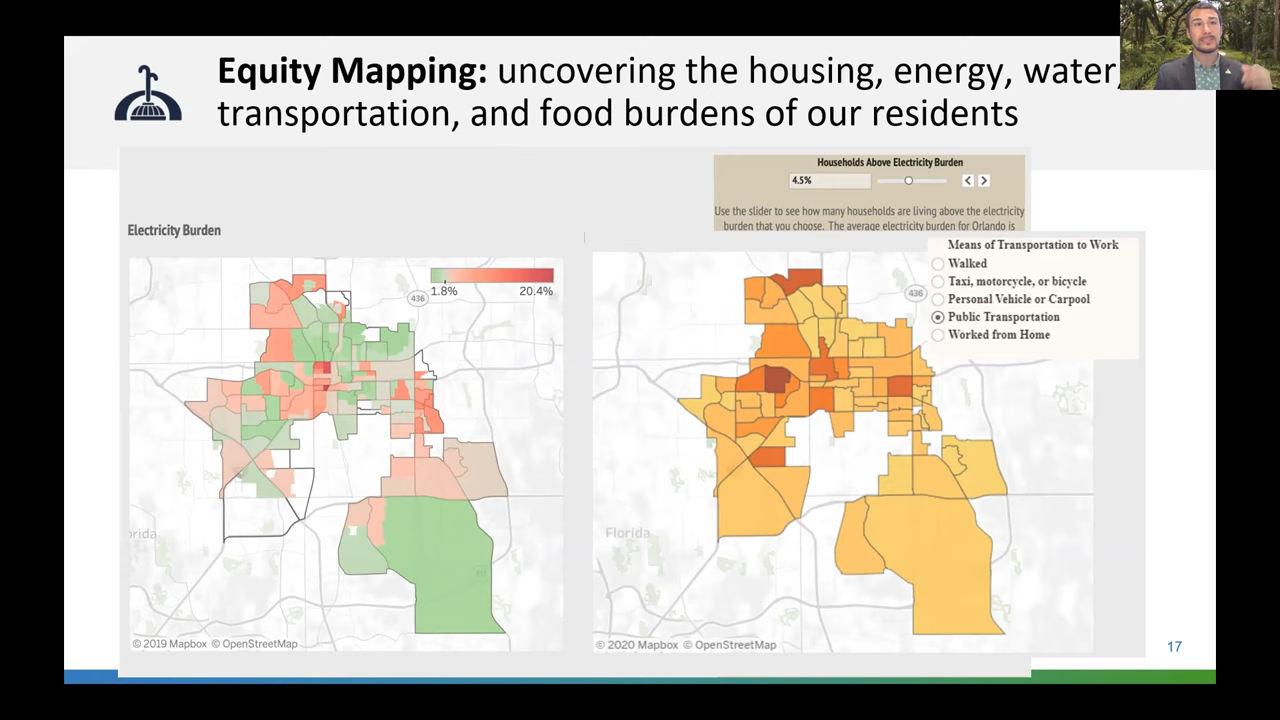 Equity Mapping: uncovering the housing, energy, water,
transportation, and food burdens of our residents
Households Above Electricity Burden
4.5%
Use the slider to see how many households are living above the electricity
burden that you choose. The average electricity burden for Orlando is
Electricity Burden
1.8%
20.4%
436
Means of Transportation to Work
Walked
Taxi, motorcycle, or bicycle
Personal Vehicle or Carpool
Public Transportation
Worked from Home
436
orida
Florida
© 2019 Mapbox © OpenStreetMap
© 2020 Mapbox © OpenStreetMap
17